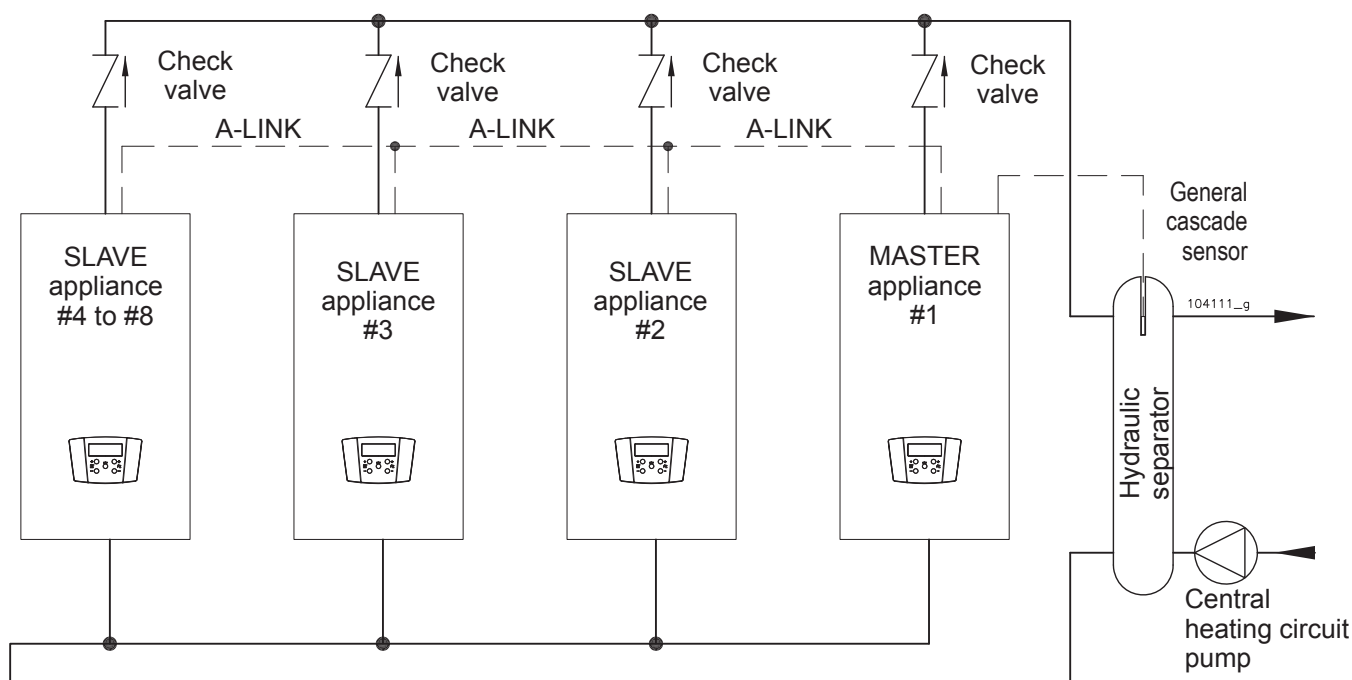 Check
valve
Check
valve
Check
valve
Check
valve
A-LINK
A-LINK
A-LINK
General
cascade
sensor
SLAVE
appliance
#4 to #8
SLAVE
appliance
#3
SLAVE
appliance
#2
MASTER
appliance
#1
104111_g
Hydraulic
separator
Central
heating circuit
pump